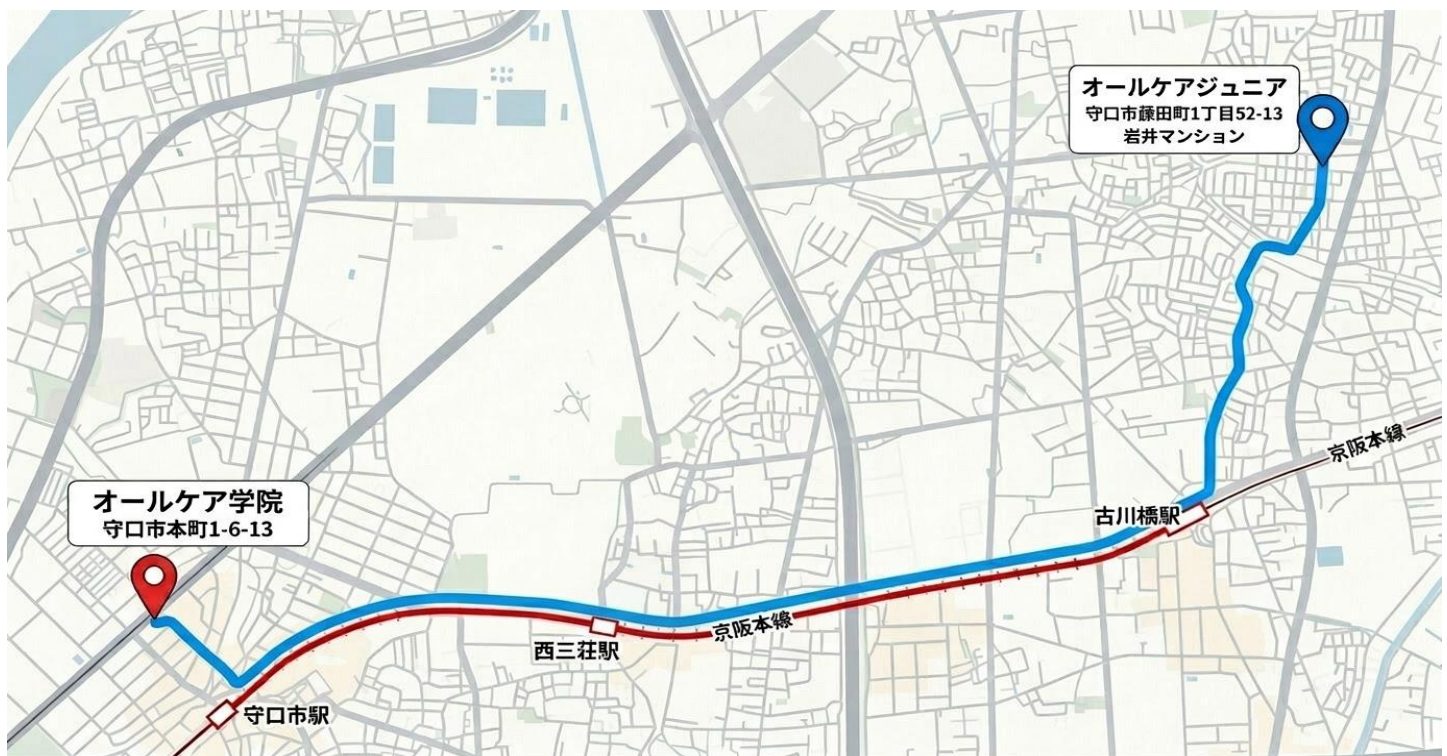 オールケアジュニア
守口市藤田町1丁目52-13
岩井マンション
京阪本線
オールケア学院
守口市本町1-6-13
古川橋駅
京阪本線
西三荘駅
守口市駅